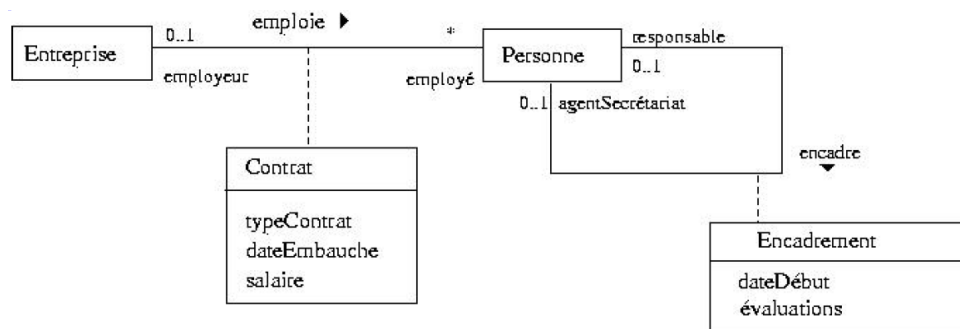 emploie
0..1
*
Entreprise
employeur
employé
Personne
responsable
0..1
0..1 agentSecrétariat
encadre
Contrat
typeContrat
dateEmbauche
salaire
Encadrement
dateDébut
évaluations